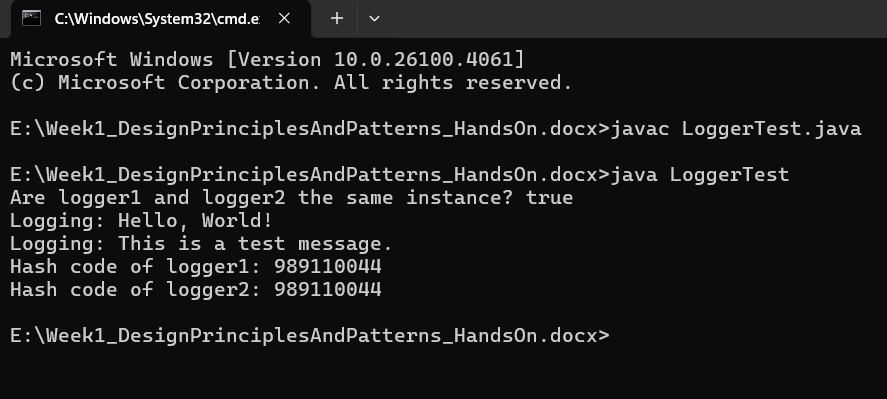 C:\Windows\System32\cmd.e
Microsoft Windows [Version 10.0.26100.4061]
(c) Microsoft Corporation. All rights reserved.
E:\Week1_DesignPrinciplesAndPatterns_HandsOn.docx>javac LoggerTest.java
E:\Week1_DesignPrinciplesAndPatterns_HandsOn.docx>java LoggerTest
Are logger1 and logger2 the same instance? true
Logging: Hello, World!
Logging: This is a test message.
Hash code of logger1: 989110044
Hash code of logger2: 989110044
E:\Week1_DesignPrinciplesAndPatterns_HandsOn.docx>